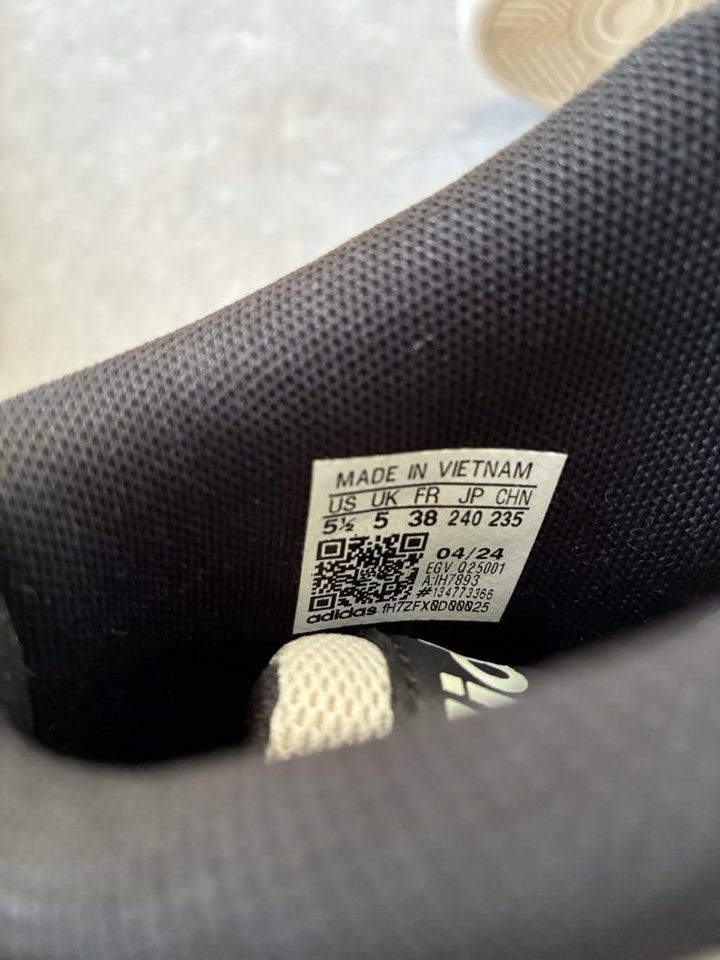 MADE IN VIETNAM
US UK FR JP CHN
5½ 5 38 240 235
04/24
EGV Q25001
A:IH7893
#134773366
adidas fH7ZFX0D00025